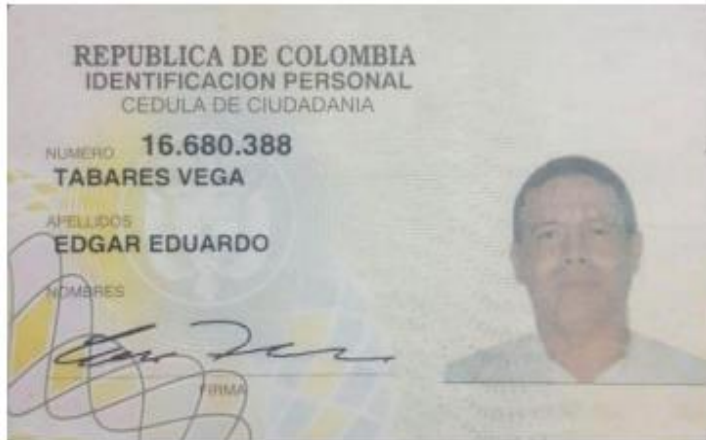 REPUBLICA DE COLOMBIA
IDENTIFICACION PERSONAL
CEDULA DE CIUDADANIA
NUMERO 16.680.388
TABARES VEGA
APELLIDOS
EDGAR EDUARDO
NOMBRES
FIRMA